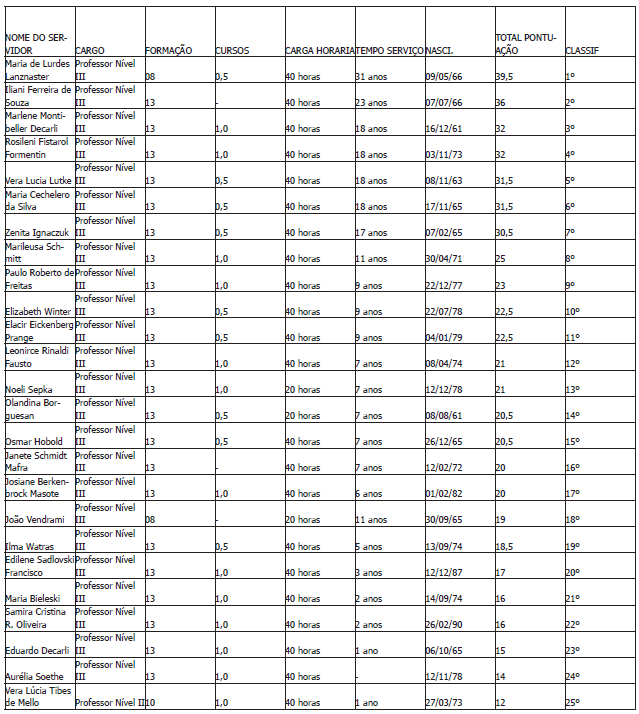 NOME DO SER-
VIDOR CARGO FORMAÇÃO CURSOS CARGA HORARIA TEMPO SERVIÇO NASCI. TOTAL PONTU-
AÇÃO CLASSIF
Maria de Lurdes Professor Nível
Lanznaster III 08 0,5 40 horas 31 anos 09/05/66 39,5 1º
Iliani Ferreira de Professor Nível
Souza III 13 - 40 horas 23 anos 07/07/66 36 2º
Marlene Monti- Professor Nível
beller Decarli III 13 1,0 40 horas 18 anos 16/12/61 32 3º
Rosileni Fistarol Professor Nível
Formentin III 13 1,0 40 horas 18 anos 03/11/73 32 4º
Professor Nível
Vera Lucia Lutke III 13 0,5 40 horas 18 anos 08/11/63 31,5 5º
Maria Cechelero Professor Nível
da Silva III 13 0,5 40 horas 18 anos 17/11/65 31,5 6º
Professor Nível
Zenita Ignaczuk III 13 0,5 40 horas 17 anos 07/02/65 30,5 7º
Marileusa Sch- Professor Nível
mitt III 13 1,0 40 horas 11 anos 30/04/71 25 8º
Paulo Roberto de Professor Nível
Freitas III 13 1,0 40 horas 9 anos 22/12/77 23 9º
Professor Nível
Elizabeth Winter III 13 0,5 40 horas 9 anos 22/07/78 22,5 10º
Elacir Eickenberg Professor Nível
Prange III 13 0,5 40 horas 9 anos 04/01/79 22,5 11º
Leonirce Rinaldi Professor Nível
Fausto III 13 1,0 40 horas 7 anos 08/04/74 21 12º
Professor Nível
Noeli Sepka III 13 1,0 20 horas 7 anos 12/12/78 21 13º
Olandina Bor- Professor Nível
guesan III 13 0,5 20 horas 7 anos 08/08/61 20,5 14º
Professor Nível
Osmar Hobold III 13 0,5 40 horas 7 anos 26/12/65 20,5 15º
Janete Schmidt Professor Nível
Mafra III 13 - 40 horas 7 anos 12/02/72 20 16º
Josiane Berken- Professor Nível
brock Masote III 13 1,0 40 horas 6 anos 01/02/82 20 17º
Professor Nível
João Vendrami III 08 - 20 horas 11 anos 30/09/65 19 18º
Professor Nível
Ilma Watras III 13 0,5 40 horas 5 anos 13/09/74 18,5 19º
Edilene Sadlovski Professor Nível
Francisco III 13 1,0 40 horas 3 anos 12/12/87 17 20º
Professor Nível
Maria Bieleski III 13 1,0 40 horas 2 anos 14/09/74 16 21º
Samira Cristina Professor Nível
R. Oliveira III 13 1,0 40 horas 2 anos 26/02/90 16 22º
Professor Nível
Eduardo Decarli III 13 1,0 40 horas 1 ano 06/10/65 15 23º
Professor Nível
Aurélia Soethe III 13 1,0 40 horas - 12/11/78 14 24º
Vera Lúcia Tibes
de Mello Professor Nível II 10 1,0 40 horas 1 ano 27/03/73 12 25º